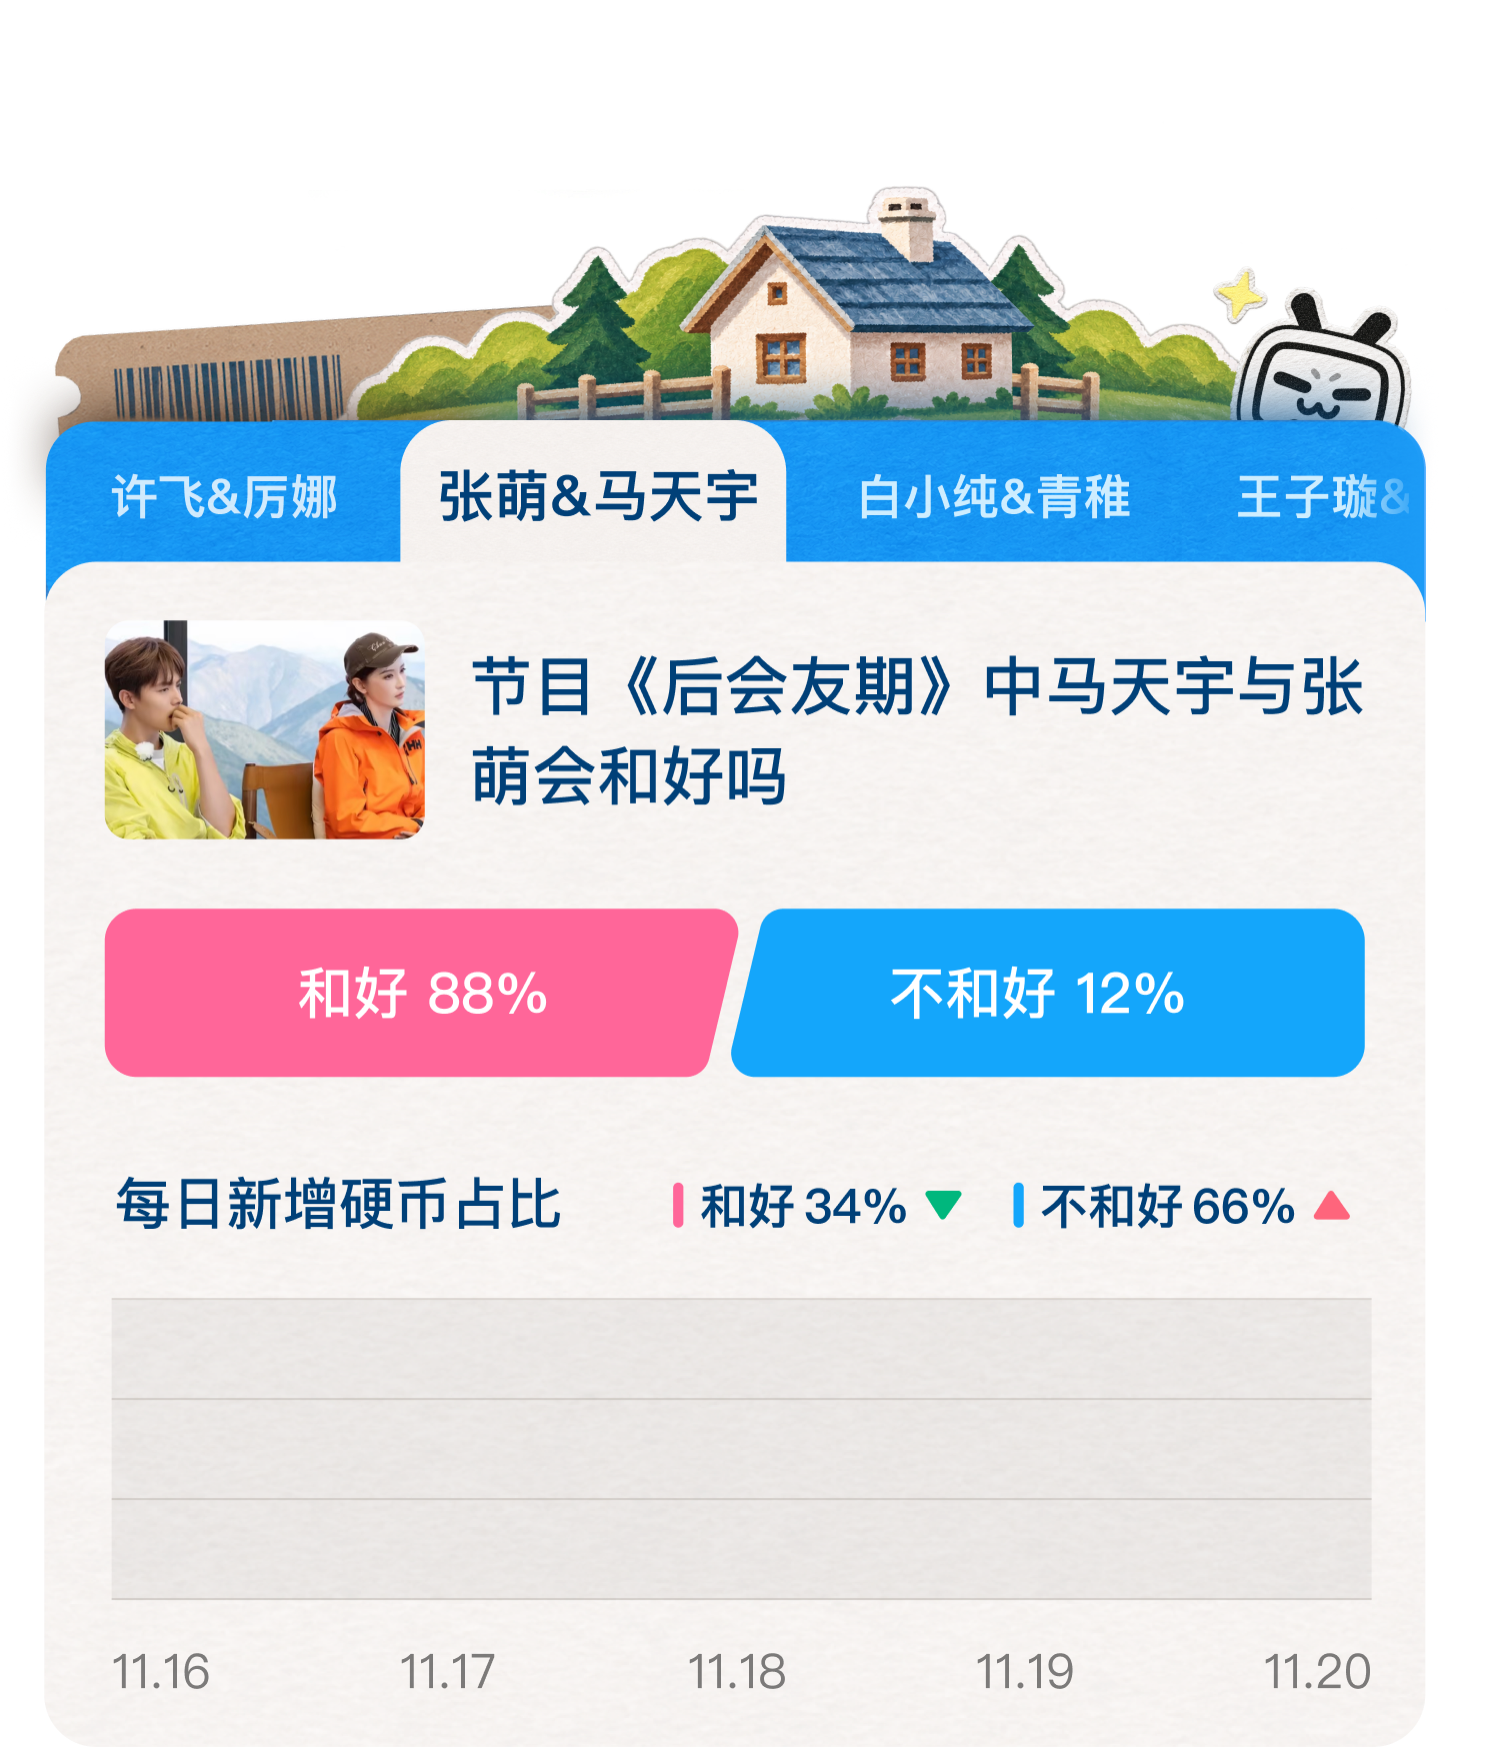 许飞&厉娜
张萌&马天宇
白小纯&青稚
王子璇&
节目《后会友期》中马天宇与张
萌会和好吗
和好 88%
不和好 12%
每日新增硬币占比
和好 34%
不和好 66%
11.16
11.17
11.18
11.19
11.20